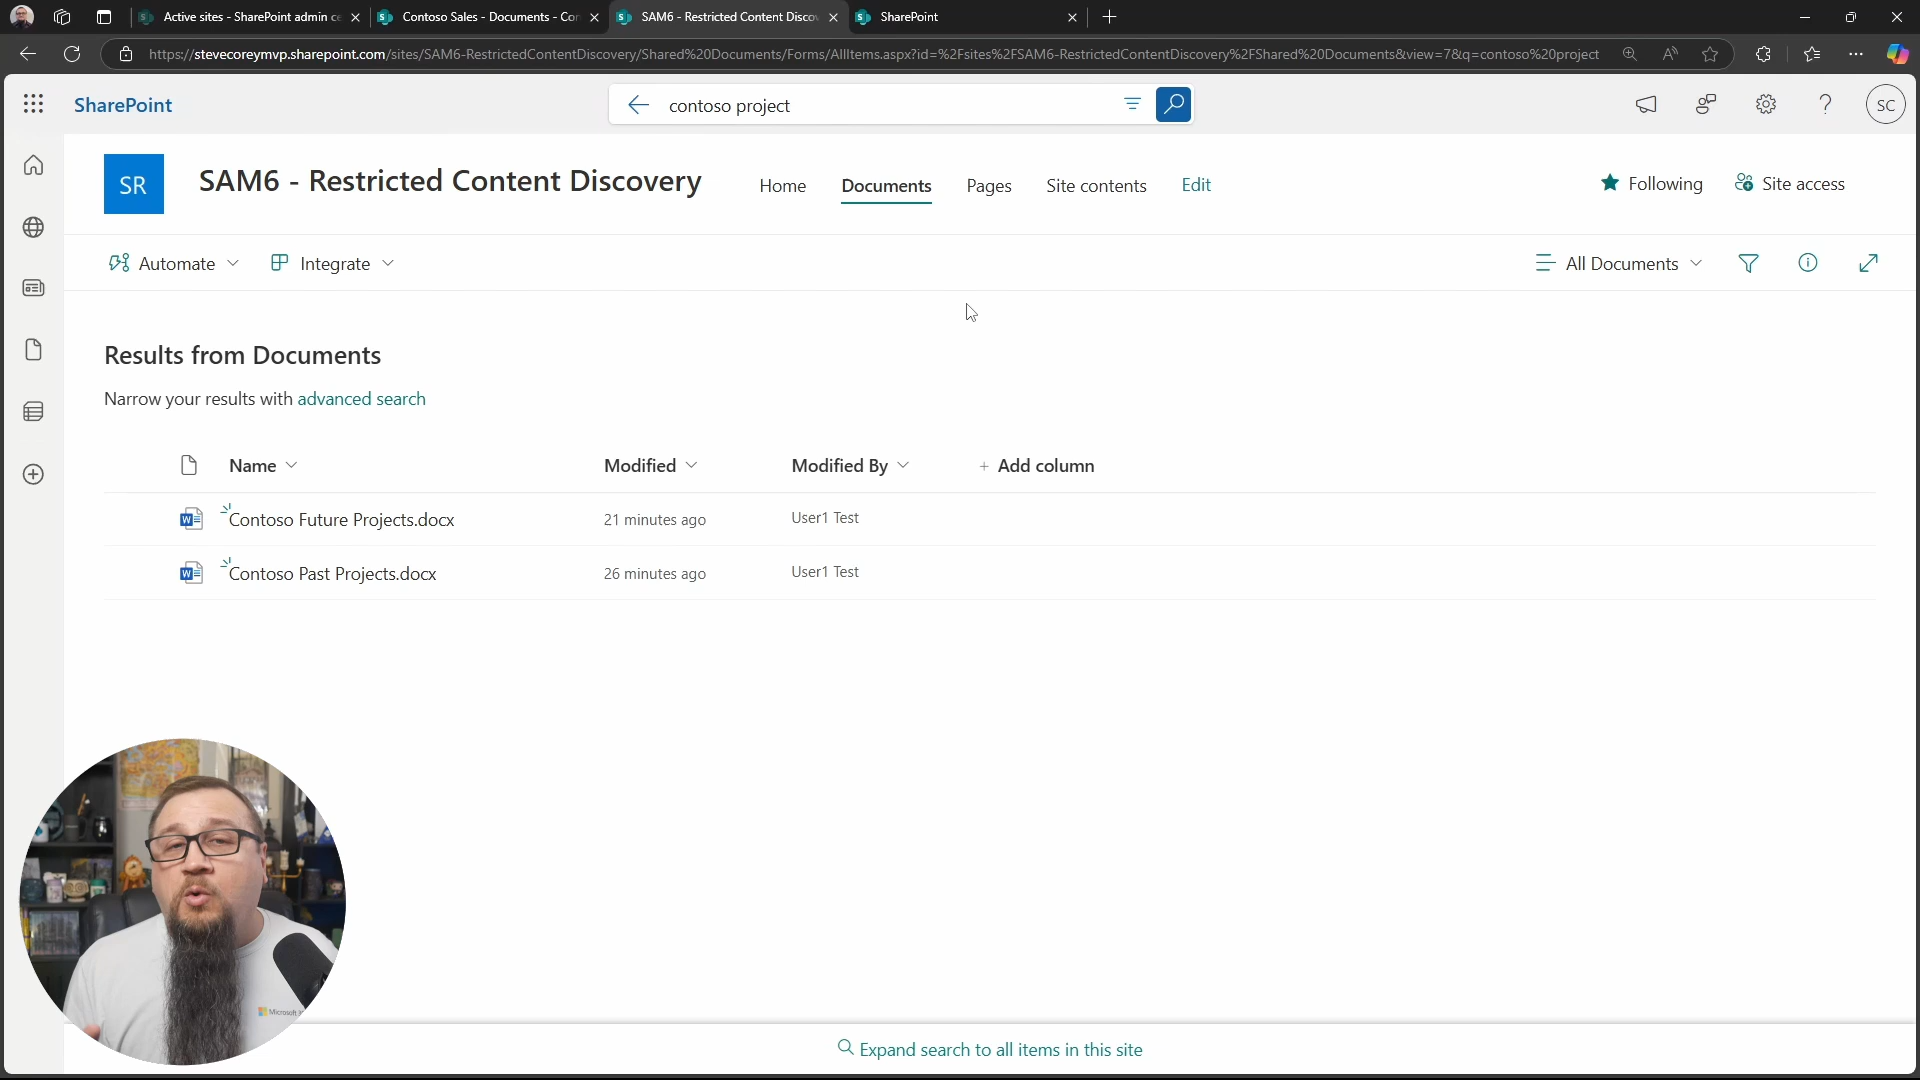 Active sites - SharePoint admin ce
Contoso Sales - Documents - Con
SAM6 - Restricted Content Discov
SharePoint
https://stevecoreymvp.sharepoint.com/sites/SAM6-RestrictedContentDiscovery/Shared%20Documents/Forms/AllItems.aspx?id=%2Fsites%2FSAM6-RestrictedContentDiscovery%2FShared%20Documents&view=7&q=contoso%20project
SharePoint
contoso project
SC
SR
SAM6 - Restricted Content Discovery
Home
Documents
Pages
Site contents
Edit
Following
Site access
Automate
Integrate
All Documents
Results from Documents
Narrow your results with advanced search
Name
Modified
Modified By
+ Add column
Contoso Future Projects.docx
21 minutes ago
User1 Test
Contoso Past Projects.docx
26 minutes ago
User1 Test
Microsoft
Expand search to all items in this site